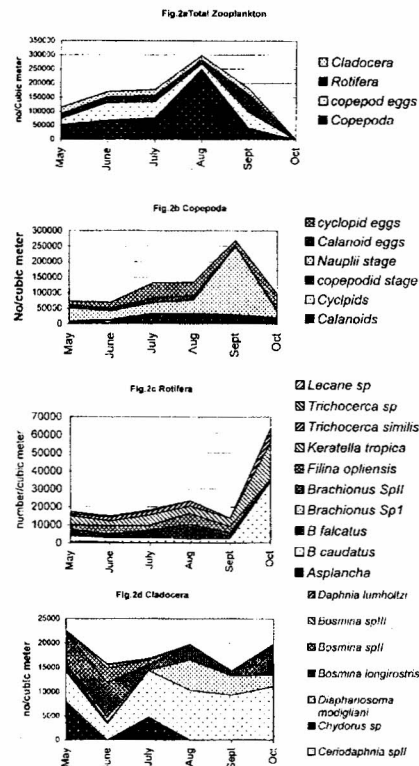 Fig.2aTotal Zooplankton
no/Cubic meter
350000
300000
250000
200000
150000
100000
50000
0
May
June
July
Aug
Sept
Oct
Cladocera
Rotifera
copepod eggs
Copepoda
Fig.2b Copepoda
No/cubic meter
300000
250000
200000
150000
100000
50000
0
May
June
July
Aug
Sept
Oct
cyclopid eggs
Calanoid eggs
Nauplii stage
copepodid stage
Cyclpids
Calanoids
Fig.2c Rotifera
number/cubic meter
70000
60000
50000
40000
30000
20000
10000
0
May
June
July
Aug
Sept
Oct
Lecane sp
Trichocerca sp
Trichocerca similis
Keratella tropica
Filina opliensis
Brachionus SpII
Brachionus Sp1
B falcatus
B caudatus
Asplancha
Fig.2d Cladocera
no/cubic meter
25000
20000
15000
10000
5000
0
May
June
July
Aug
Sept
Oct
Daphnia lumholtzi
Bosmina spIII
Bosmina spII
Bosmina longirostris
Diaphanosoma
modigliani
Chydorus sp
Ceriodaphnia spII